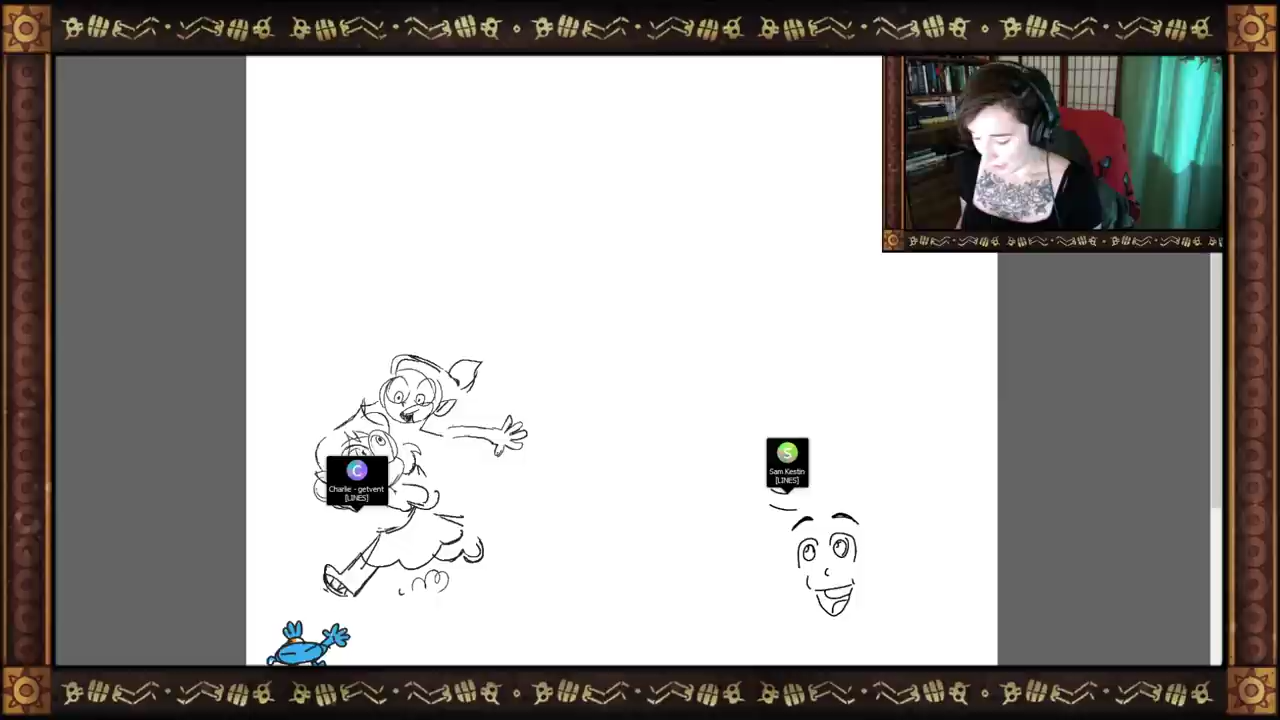 S
Sam Kestin
[LINES]
C
Charlie - getvent
[LINES]